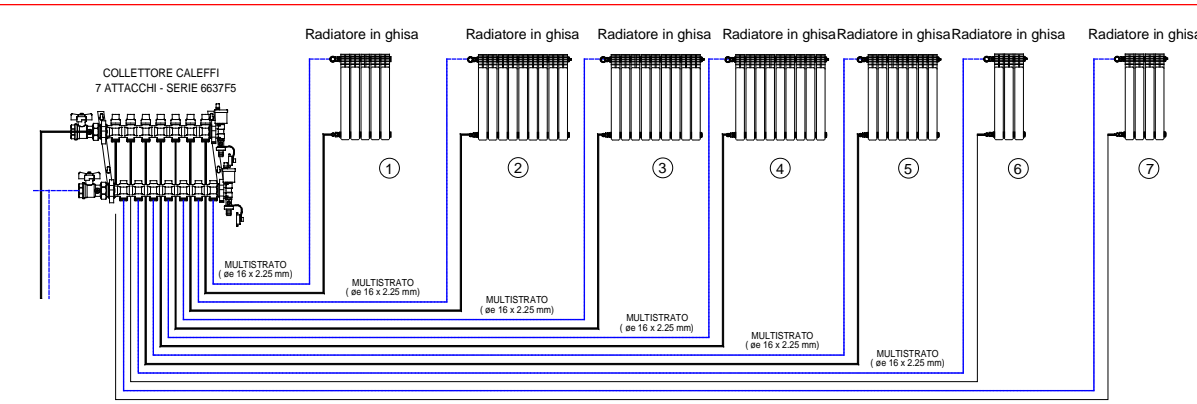 Radiatore in ghisa
Radiatore in ghisa
Radiatore in ghisa
Radiatore in ghisa
Radiatore in ghisa
Radiatore in ghisa
Radiatore in ghisa
COLLETTORE CALEFFI
7 ATTACCHI - SERIE 6637F5
1
2
3
4
5
6
7
MULTISTRATO
( øe 16 x 2.25 mm)
MULTISTRATO
( øe 16 x 2.25 mm)
MULTISTRATO
( øe 16 x 2.25 mm)
MULTISTRATO
( øe 16 x 2.25 mm)
MULTISTRATO
( øe 16 x 2.25 mm)
MULTISTRATO
( øe 16 x 2.25 mm)